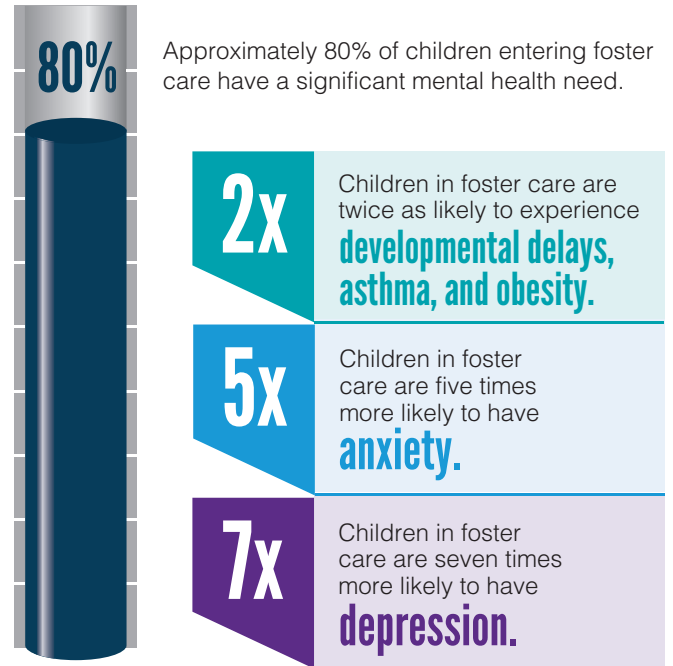 80%
Approximately 80% of children entering foster
care have a significant mental health need.
2x
Children in foster care are
twice as likely to experience
developmental delays,
asthma, and obesity.
5x
Children in foster
care are five times
more likely to have
anxiety.
7x
Children in foster
care are seven times
more likely to have
depression.